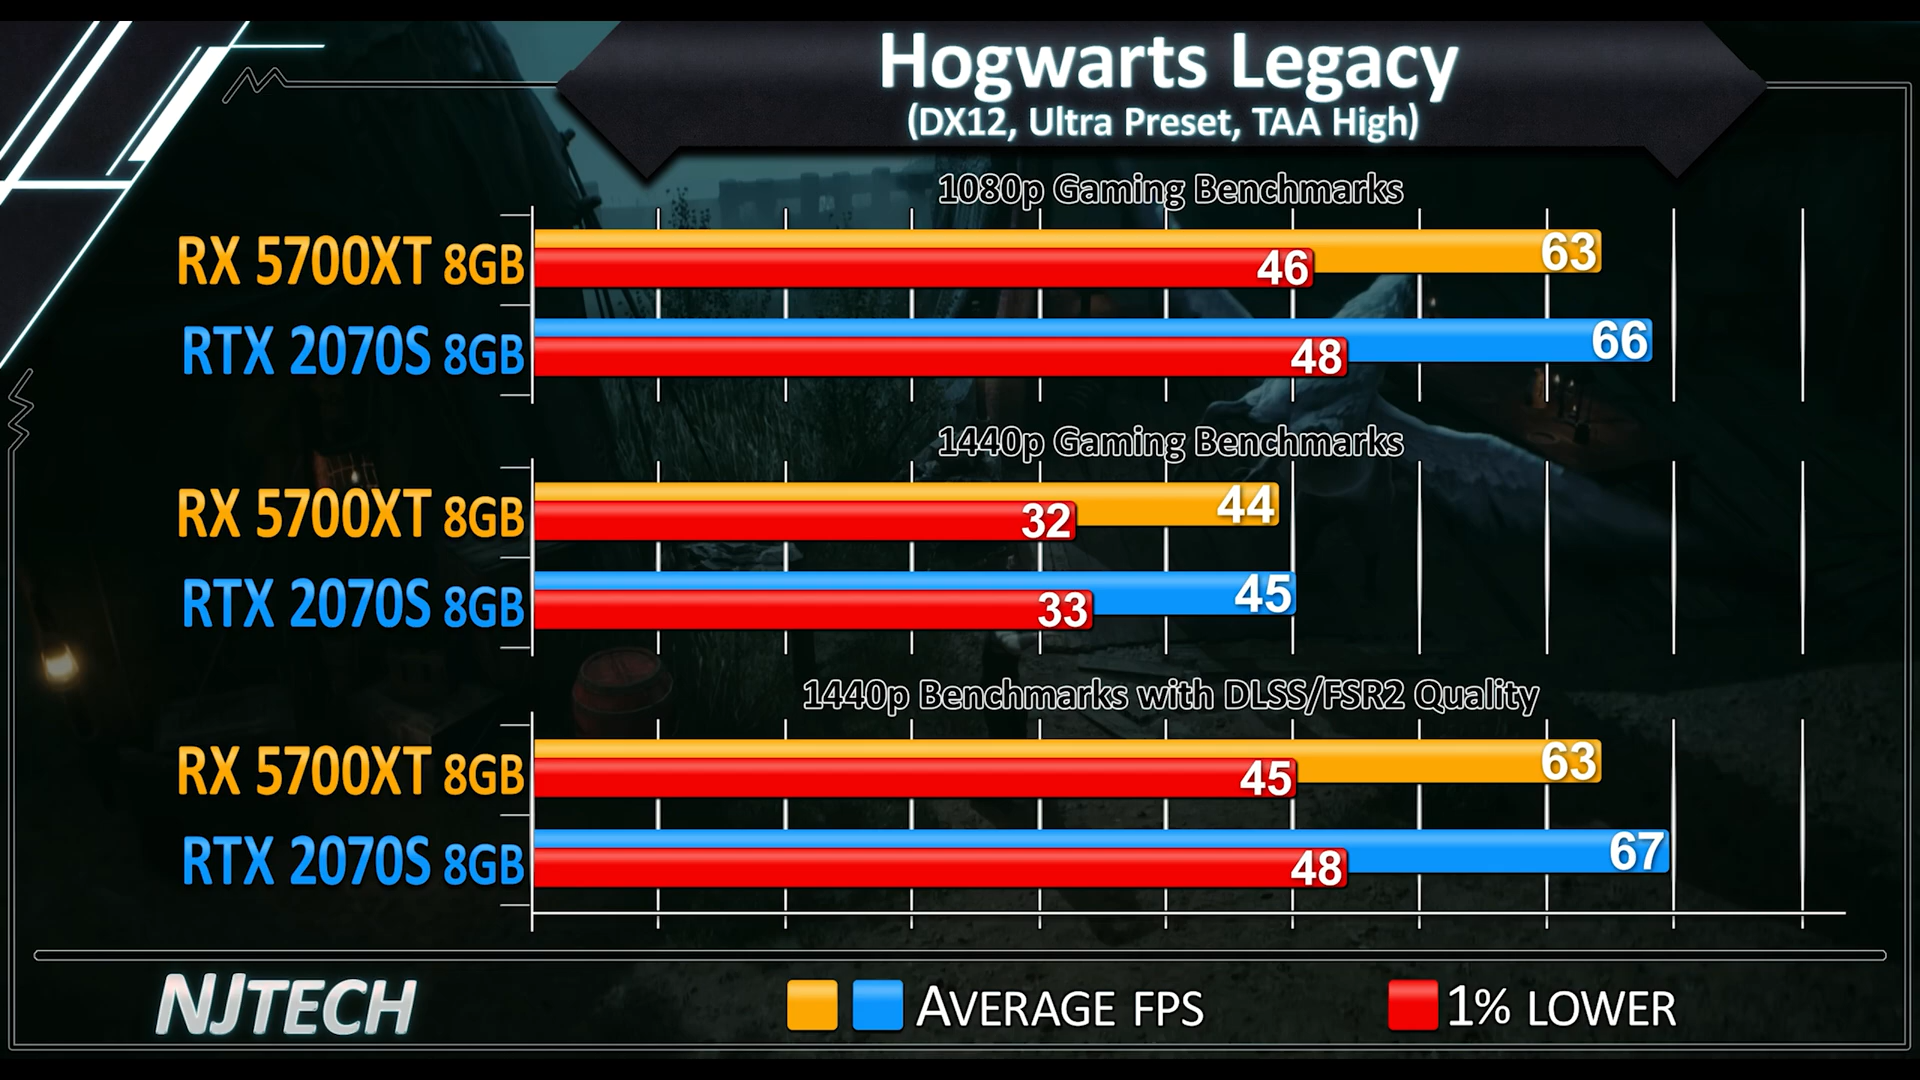 Hogwarts Legacy
(DX12, Ultra Preset, TAA High)
1080p Gaming Benchmarks
RX 5700XT 8GB
63
46
RTX 2070S 8GB
66
48
1440p Gaming Benchmarks
RX 5700XT 8GB
44
32
RTX 2070S 8GB
45
33
1440p Benchmarks with DLSS/FSR2 Quality
RX 5700XT 8GB
63
45
RTX 2070S 8GB
67
48
NJTECH
AVERAGE FPS
1% LOWER